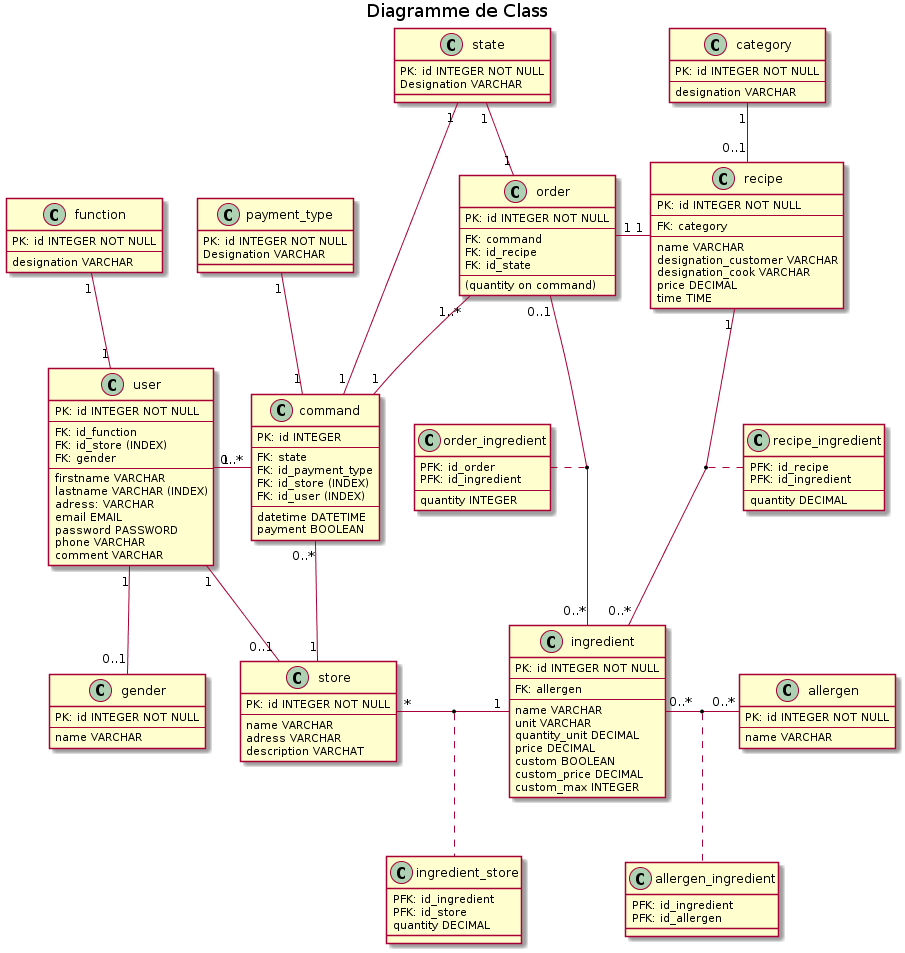 Diagramme de Class
C state
PK: id INTEGER NOT NULL
Designation VARCHAR
C category
PK: id INTEGER NOT NULL
designation VARCHAR
1
1
1
0..1
1
C order
PK: id INTEGER NOT NULL
FK: command
FK: id_recipe
FK: id_state
(quantity on command)
1 1
C recipe
PK: id INTEGER NOT NULL
FK: category
name VARCHAR
designation_customer VARCHAR
designation_cook VARCHAR
price DECIMAL
time TIME
C function
PK: id INTEGER NOT NULL
designation VARCHAR
C payment_type
PK: id INTEGER NOT NULL
Designation VARCHAR
1
1
1..*
0..1
1
1
1
1
1
C user
PK: id INTEGER NOT NULL
FK: id_function
FK: id_store (INDEX)
FK: gender
firstname VARCHAR
lastname VARCHAR (INDEX)
adress: VARCHAR
email EMAIL
password PASSWORD
phone VARCHAR
comment VARCHAR
0..*
C command
PK: id INTEGER
FK: state
FK: id_payment_type
FK: id_store (INDEX)
FK: id_user (INDEX)
datetime DATETIME
payment BOOLEAN
C order_ingredient
PFK: id_order
PFK: id_ingredient
quantity INTEGER
C recipe_ingredient
PFK: id_recipe
PFK: id_ingredient
quantity DECIMAL
0..*
1
1
0..*
0..*
0..1
0..1
1
C gender
PK: id INTEGER NOT NULL
name VARCHAR
C store
PK: id INTEGER NOT NULL
name VARCHAR
adress VARCHAR
description VARCHAT
*
1
C ingredient
PK: id INTEGER NOT NULL
FK: allergen
name VARCHAR
unit VARCHAR
quantity_unit DECIMAL
price DECIMAL
custom BOOLEAN
custom_price DECIMAL
custom_max INTEGER
0..*
0..*
C allergen
PK: id INTEGER NOT NULL
name VARCHAR
C ingredient_store
PFK: id_ingredient
PFK: id_store
quantity DECIMAL
C allergen_ingredient
PFK: id_ingredient
PFK: id_allergen